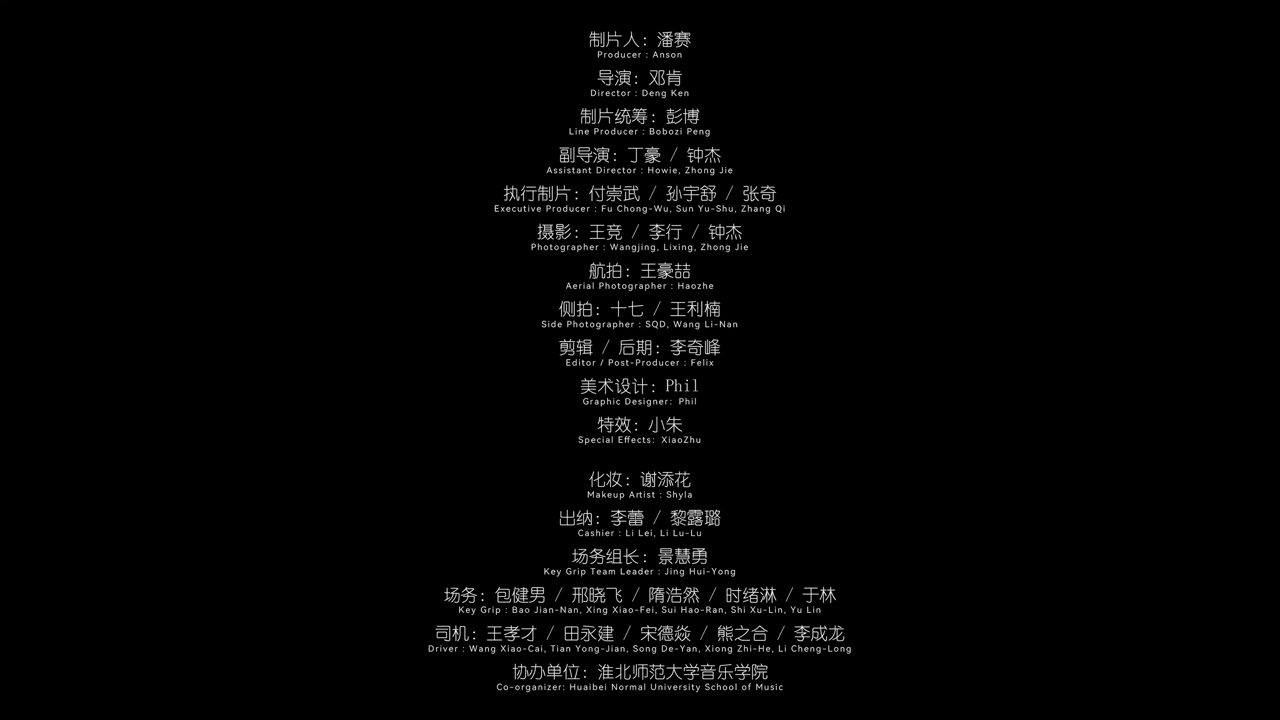 制片人：潘赛
Producer : Anson
导演：邓肯
Director : Deng Ken
制片统筹：彭博
Line Producer : Bobozi Peng
副导演：丁豪 / 钟杰
Assistant Director : Howie, Zhong Jie
执行制片：付崇武 / 孙宇舒 / 张奇
Executive Producer : Fu Chong-Wu, Sun Yu-Shu, Zhang Qi
摄影：王竞 / 李行 / 钟杰
Photographer : Wangjing, Lixing, Zhong Jie
航拍：王豪喆
Aerial Photographer : Haozhe
侧拍：十七 / 王利楠
Side Photographer : SQD, Wang Li-Nan
剪辑 / 后期：李奇峰
Editor / Post-Producer : Felix
美术设计：Phil
Graphic Designer: Phil
特效：小朱
Special Effects: XiaoZhu
化妆：谢添花
Makeup Artist : Shyla
出纳：李蕾 / 黎露璐
Cashier : Li Lei, Li Lu-Lu
场务组长：景慧勇
Key Grip Team Leader : Jing Hui-Yong
场务：包健男 / 邢晓飞 / 隋浩然 / 时绪淋 / 于林
Key Grip : Bao Jian-Nan, Xing Xiao-Fei, Sui Hao-Ran, Shi Xu-Lin, Yu Lin
司机：王孝才 / 田永建 / 宋德焱 / 熊之合 / 李成龙
Driver : Wang Xiao-Cai, Tian Yong-Jian, Song De-Yan, Xiong Zhi-He, Li Cheng-Long
协办单位：淮北师范大学音乐学院
Co-organizer: Huaibei Normal University School of Music